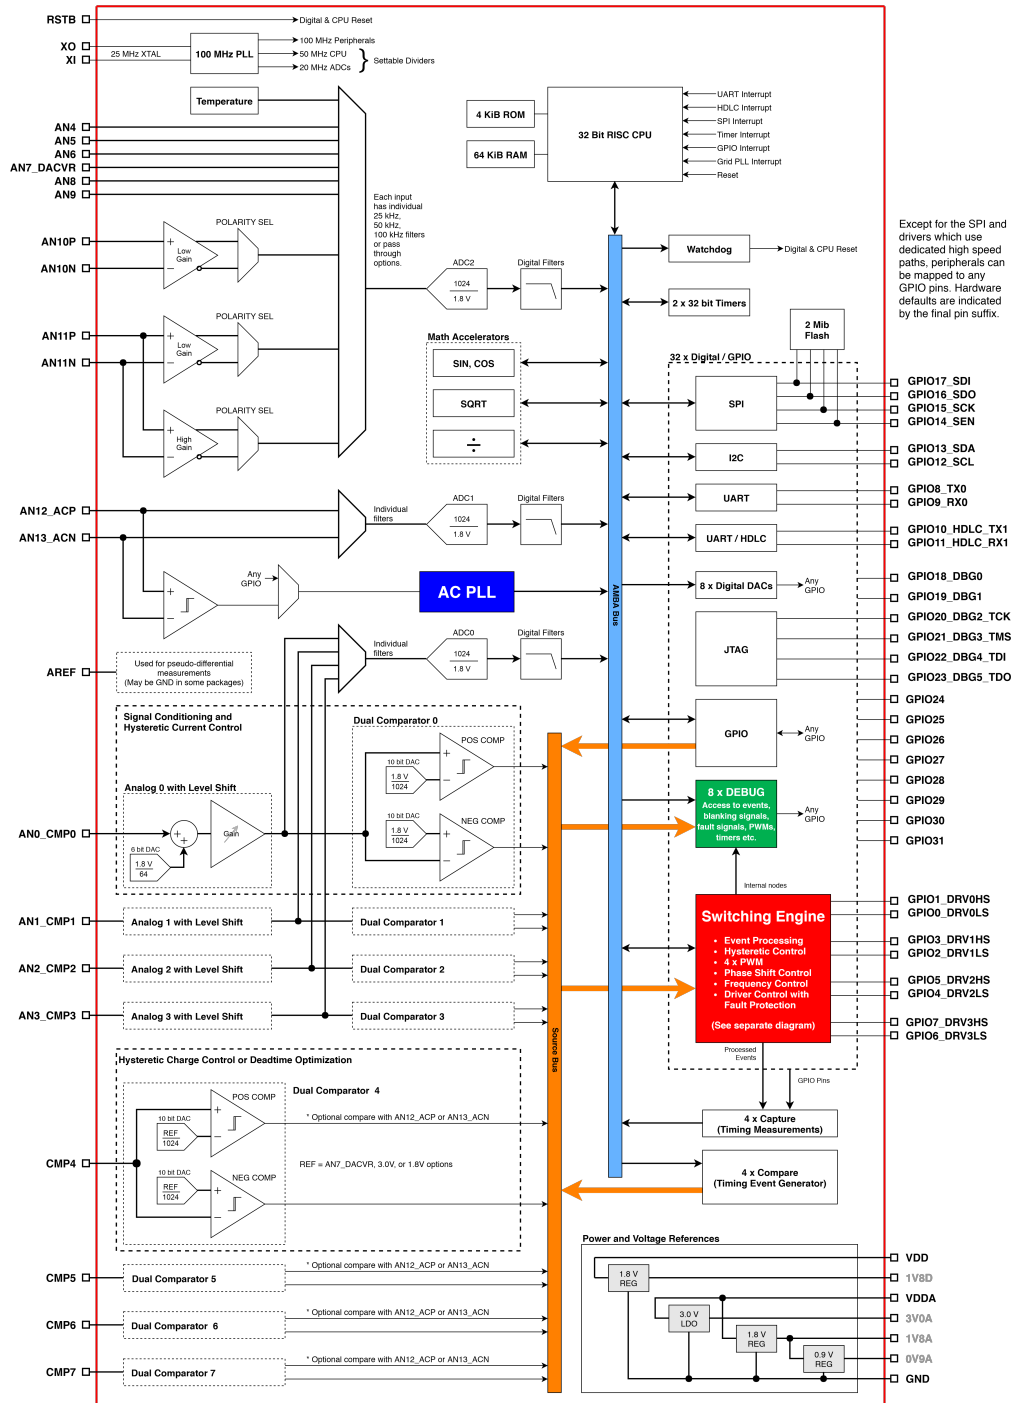 RSTB
Digital & CPU Reset
XO
XI
25 MHz XTAL
100 MHz PLL
100 MHz Peripherals
50 MHz CPU
20 MHz ADCs
Settable Dividers
Temperature
AN4
AN5
AN6
AN7_DACVR
AN8
AN9
Each input
has individual
25 kHz,
50 kHz,
100 kHz filters
or pass
through
options.
4 KiB ROM
64 KiB RAM
32 Bit RISC CPU
UART Interrupt
HDLC Interrupt
SPI Interrupt
Timer Interrupt
GPIO Interrupt
Grid PLL Interrupt
Reset
AN10P
AN10N
+
−
Low
Gain
POLARITY SEL
AN11P
AN11N
+
−
Low
Gain
POLARITY SEL
+
−
High
Gain
POLARITY SEL
ADC2
1024
1.8 V
Digital Filters
Math Accelerators
SIN, COS
SQRT
÷
Watchdog
Digital & CPU Reset
2 x 32 bit Timers
Except for the SPI and
drivers which use
dedicated high speed
paths, peripherals can
be mapped to any
GPIO pins. Hardware
defaults are indicated
by the final pin suffix.
2 Mib
Flash
32 x Digital / GPIO
SPI
GPIO17_SDI
GPIO16_SDO
GPIO15_SCK
GPIO14_SEN
I2C
GPIO13_SDA
GPIO12_SCL
UART
GPIO8_TX0
GPIO9_RX0
UART / HDLC
GPIO10_HDLC_TX1
GPIO11_HDLC_RX1
8 x Digital DACs
Any
GPIO
GPIO18_DBG0
GPIO19_DBG1
JTAG
GPIO20_DBG2_TCK
GPIO21_DBG3_TMS
GPIO22_DBG4_TDI
GPIO23_DBG5_TDO
GPIO
Any
GPIO
GPIO24
GPIO25
GPIO26
GPIO27
GPIO28
GPIO29
GPIO30
GPIO31
AN12_ACP
AN13_ACN
Individual
filters
ADC1
1024
1.8 V
Digital Filters
+
−
Any
GPIO
AC PLL
AMBA Bus
AREF
Used for pseudo-differential
measurements
(May be GND in some packages)
Individual
filters
ADC0
1024
1.8 V
Digital Filters
Signal Conditioning and
Hysteretic Current Control
Analog 0 with Level Shift
AN0_CMP0
6 bit DAC
1.8 V
64
+
+
Gain
Dual Comparator 0
10 bit DAC
1.8 V
1024
+
−
POS COMP
10 bit DAC
1.8 V
1024
+
−
NEG COMP
AN1_CMP1
Analog 1 with Level Shift
Dual Comparator 1
AN2_CMP2
Analog 2 with Level Shift
Dual Comparator 2
AN3_CMP3
Analog 3 with Level Shift
Dual Comparator 3
Source Bus
8 x DEBUG
Access to events,
blanking signals,
fault signals, PWMs,
timers etc.
Any
GPIO
Internal nodes
Switching Engine
• Event Processing
• Hysteretic Control
• 4 x PWM
• Phase Shift Control
• Frequency Control
• Driver Control with
Fault Protection
(See separate diagram)
GPIO1_DRV0HS
GPIO0_DRV0LS
GPIO3_DRV1HS
GPIO2_DRV1LS
GPIO5_DRV2HS
GPIO4_DRV2LS
GPIO7_DRV3HS
GPIO6_DRV3LS
Processed
Events
GPIO Pins
4 x Capture
(Timing Measurements)
4 x Compare
(Timing Event Generator)
Hysteretic Charge Control or Deadtime Optimization
Dual Comparator 4
CMP4
10 bit DAC
REF
1024
+
−
POS COMP
* Optional compare with AN12_ACP or AN13_ACN
REF = AN7_DACVR, 3.0V, or 1.8V options
10 bit DAC
REF
1024
+
−
NEG COMP
CMP5
Dual Comparator 5
* Optional compare with AN12_ACP or AN13_ACN
CMP6
Dual Comparator 6
* Optional compare with AN12_ACP or AN13_ACN
CMP7
Dual Comparator 7
* Optional compare with AN12_ACP or AN13_ACN
Power and Voltage References
1.8 V
REG
3.0 V
LDO
1.8 V
REG
0.9 V
REG
VDD
1V8D
VDDA
3V0A
1V8A
0V9A
GND